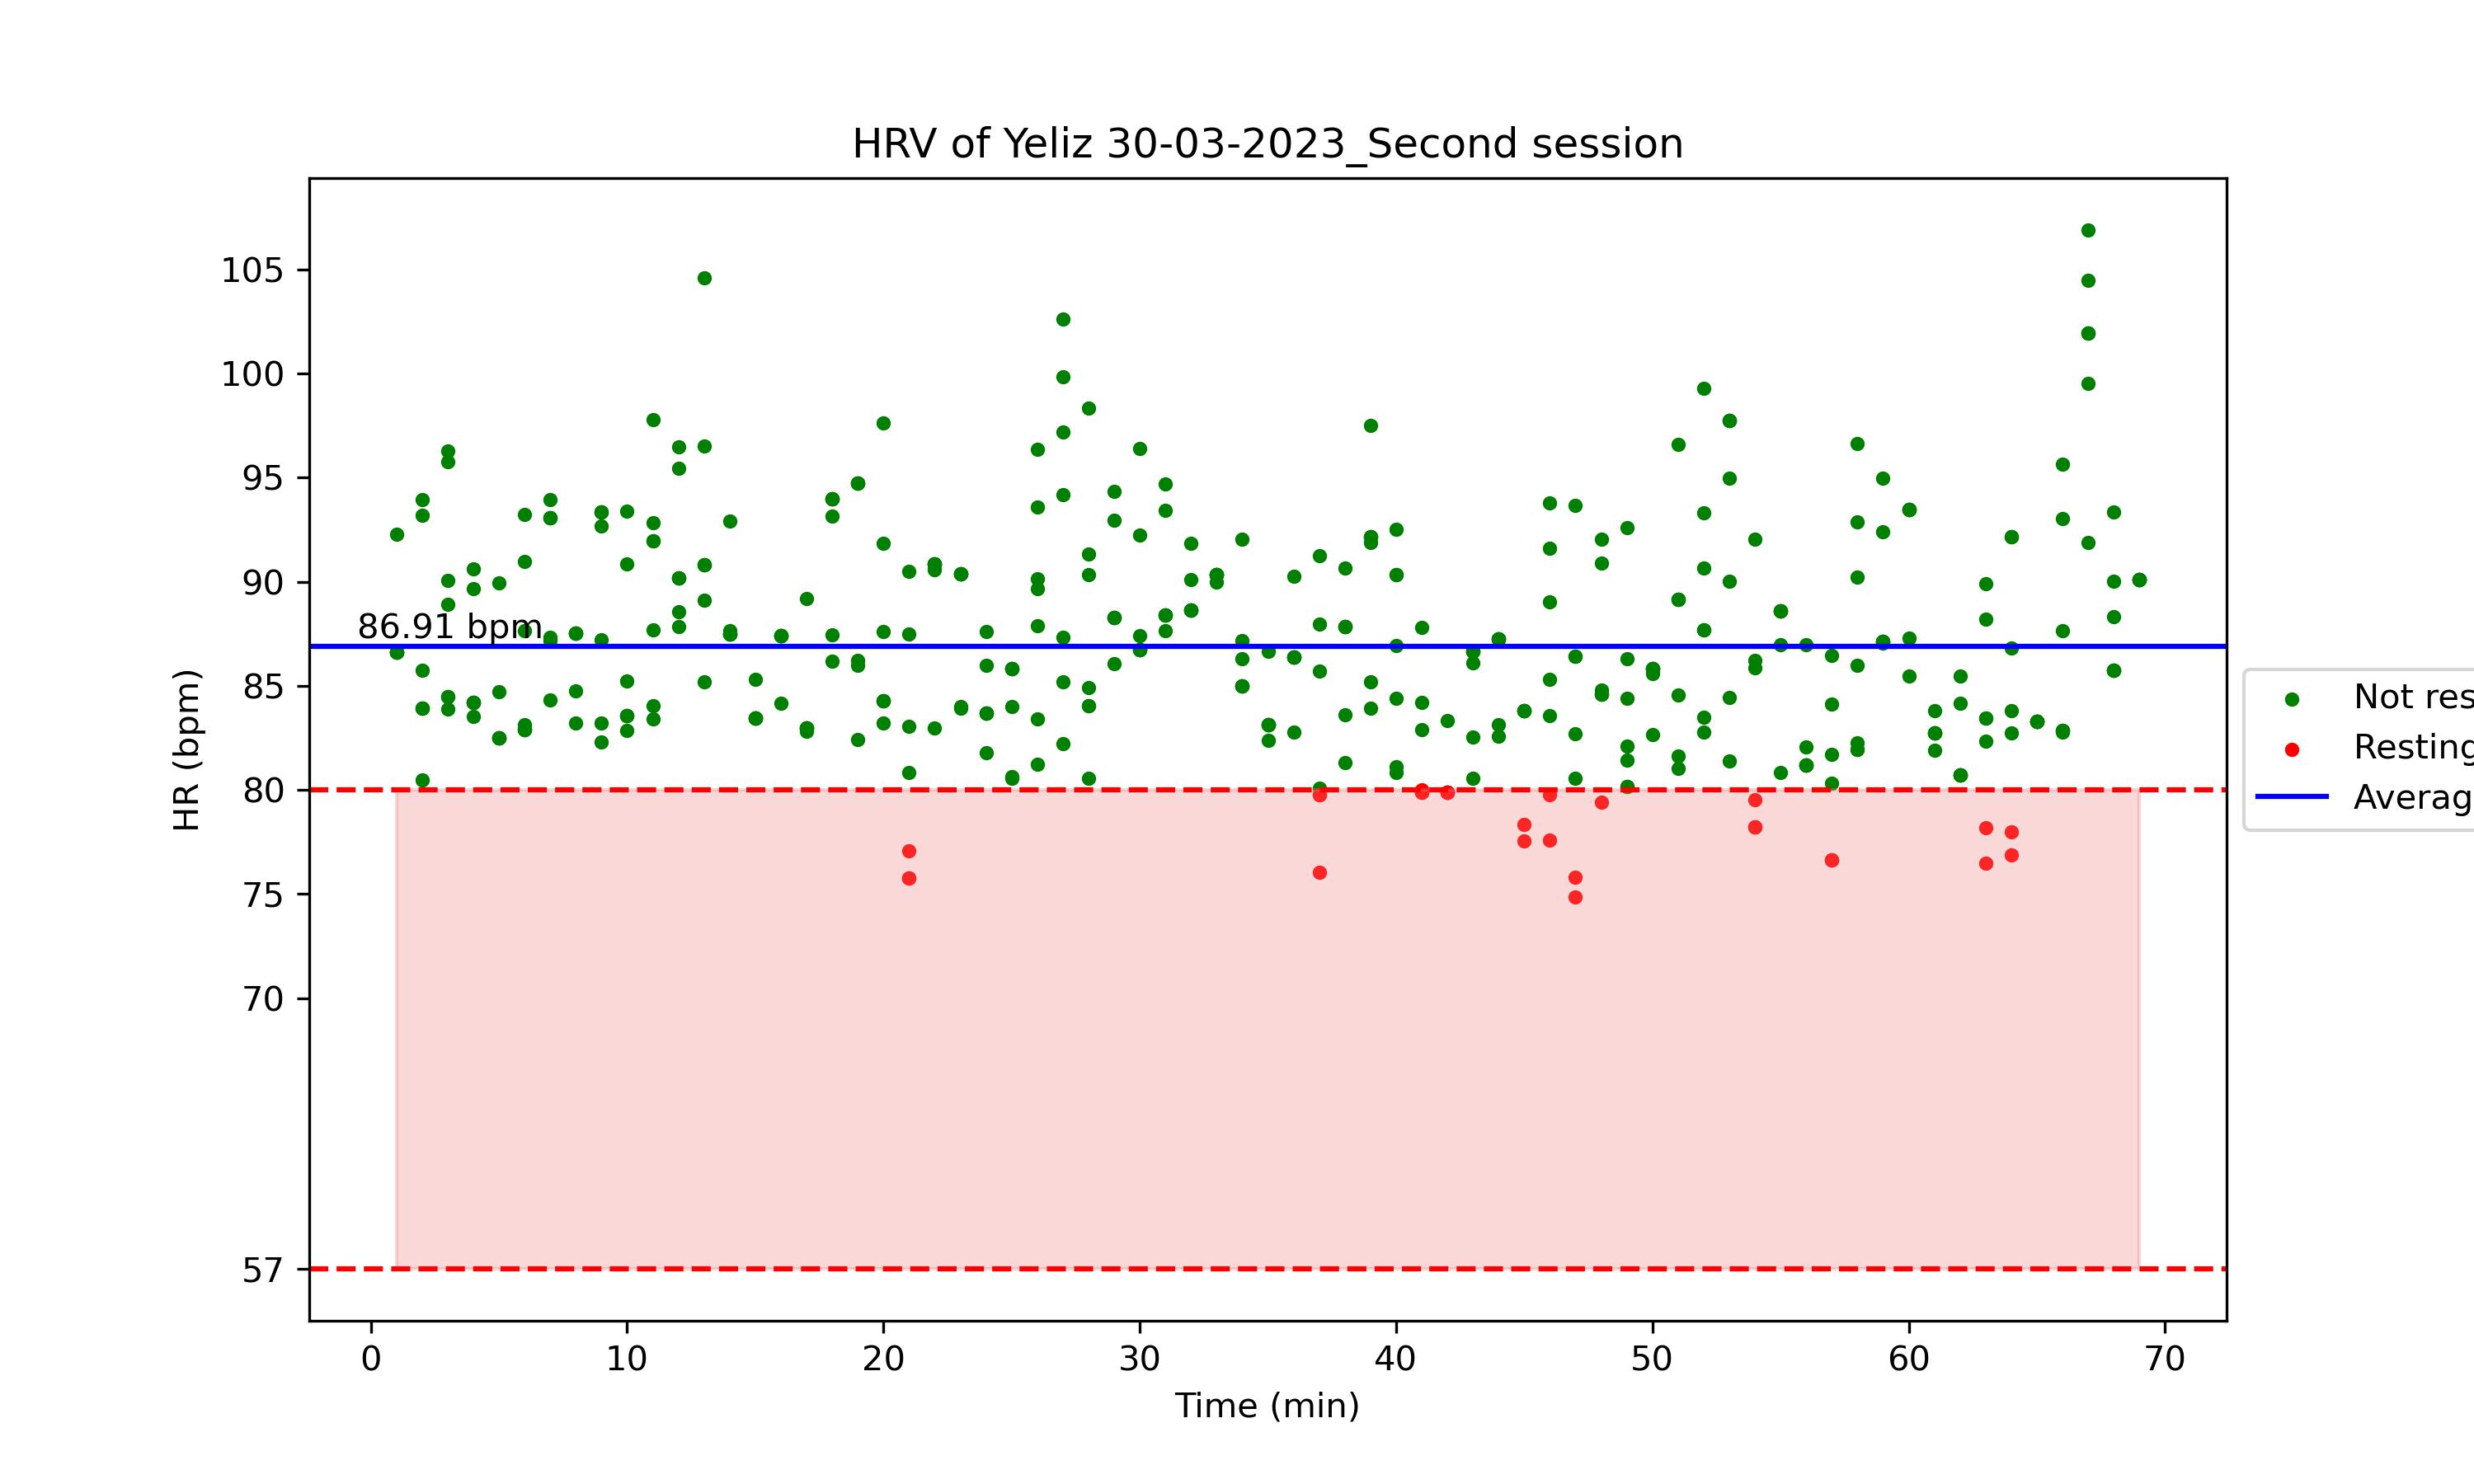 HRV of Yeliz 30-03-2023_Second session
105
100
95
90
85
80
75
70
57
HR (bpm)
86.91 bpm
0 10 20 30 40 50 60 70
Time (min)
Not res
Resting
Averag